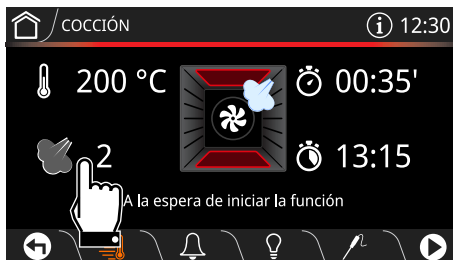 COCCIÓN
i 12:30
200 °C
00:35'
2
13:15
A la espera de iniciar la función